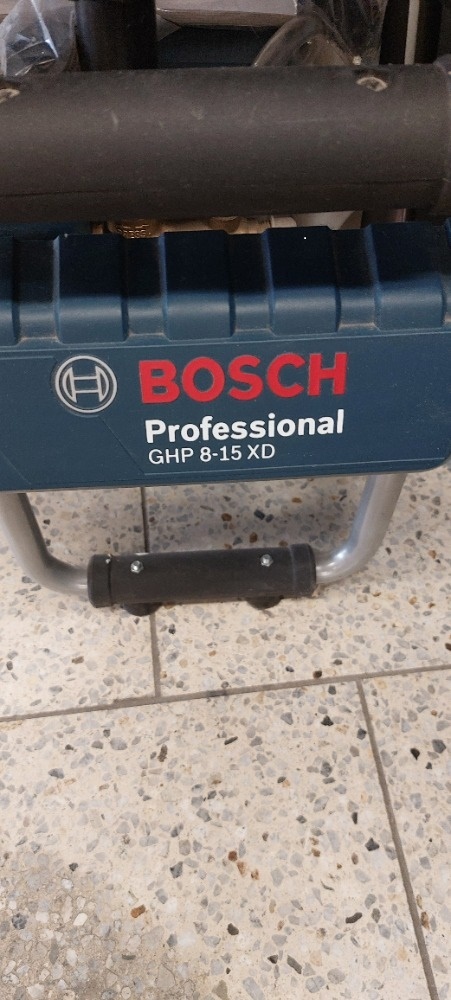 BOSCH
Professional
GHP 8-15 XD